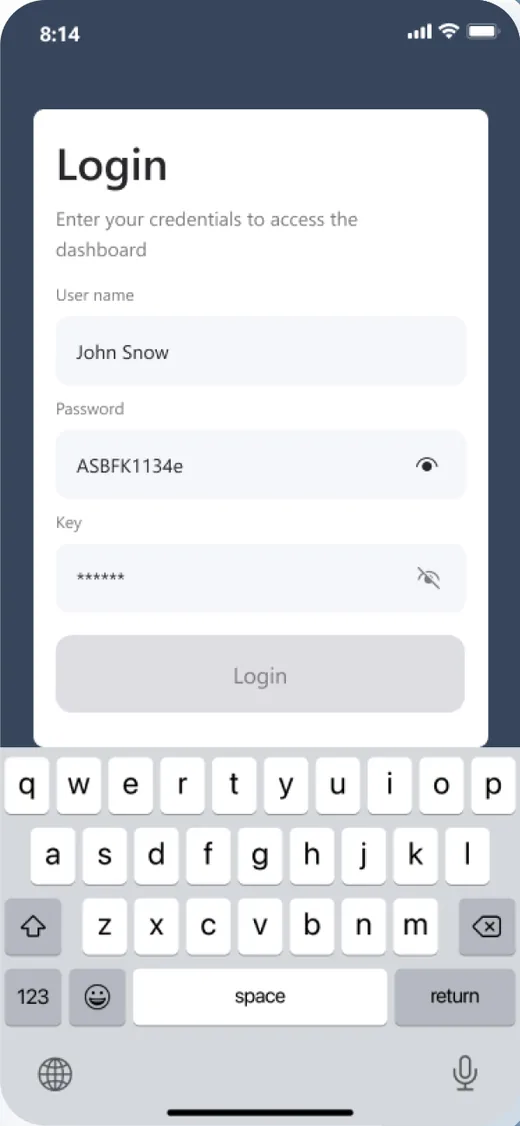 8:14
Login
Enter your credentials to access the
dashboard
User name
John Snow
Password
ASBFK1134e
Key
******
Login
q w e r t y u i o p
a s d f g h j k l
z x c v b n m
123 space return